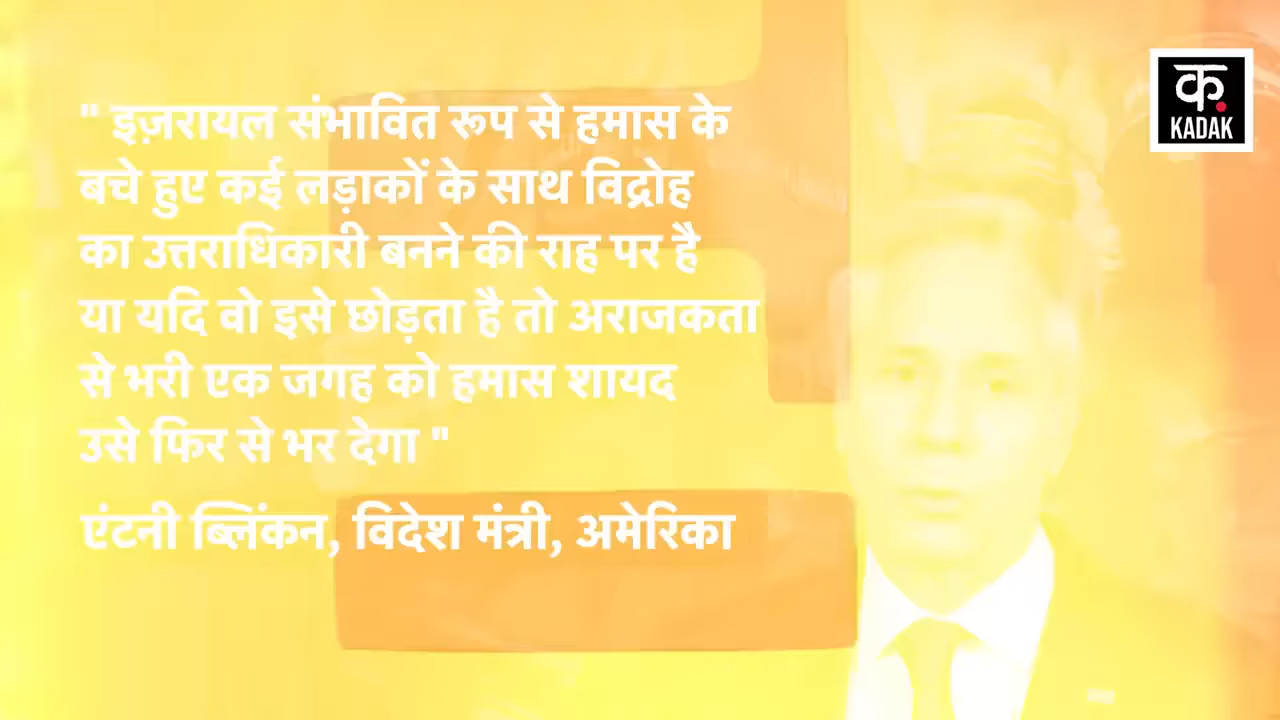 " इज़रायल संभावित रूप से हमास के
बचे हुए कई लड़ाकों के साथ विद्रोह
का उत्तराधिकारी बनने की राह पर है
या यदि वो इसे छोड़ता है तो अराजकता
से भरी एक जगह को हमास शायद
उसे फिर से भर देगा "
एंटनी ब्लिंकन, विदेश मंत्री, अमेरिका
क.
KADAK